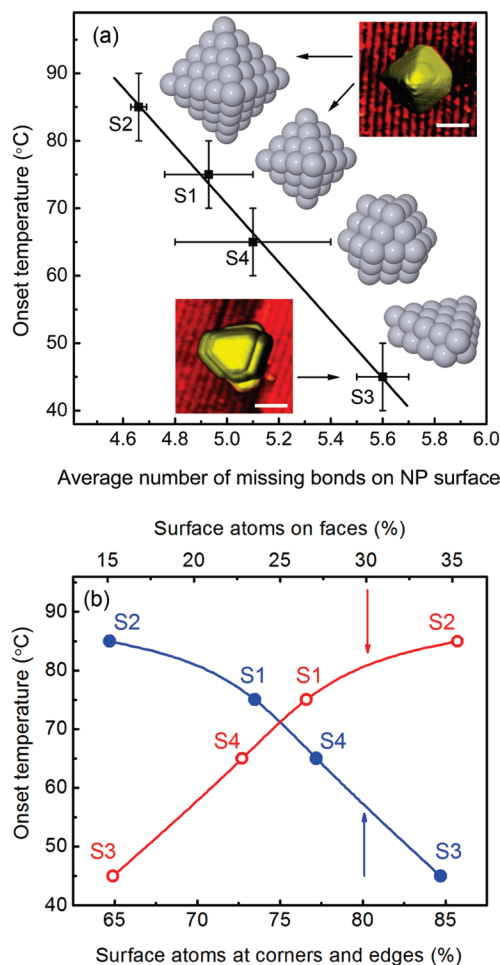 (a)
90
80
70
60
50
40
Onset temperature (°C)
S2
S1
S4
S3
4.6 4.8 5.0 5.2 5.4 5.6 5.8 6.0
Average number of missing bonds on NP surface
Surface atoms on faces (%)
15 20 25 30 35
(b)
90
80
70
60
50
40
Onset temperature (°C)
S2 S2
S1 S1
S4 S4
S3 S3
65 70 75 80 85
Surface atoms at corners and edges (%)